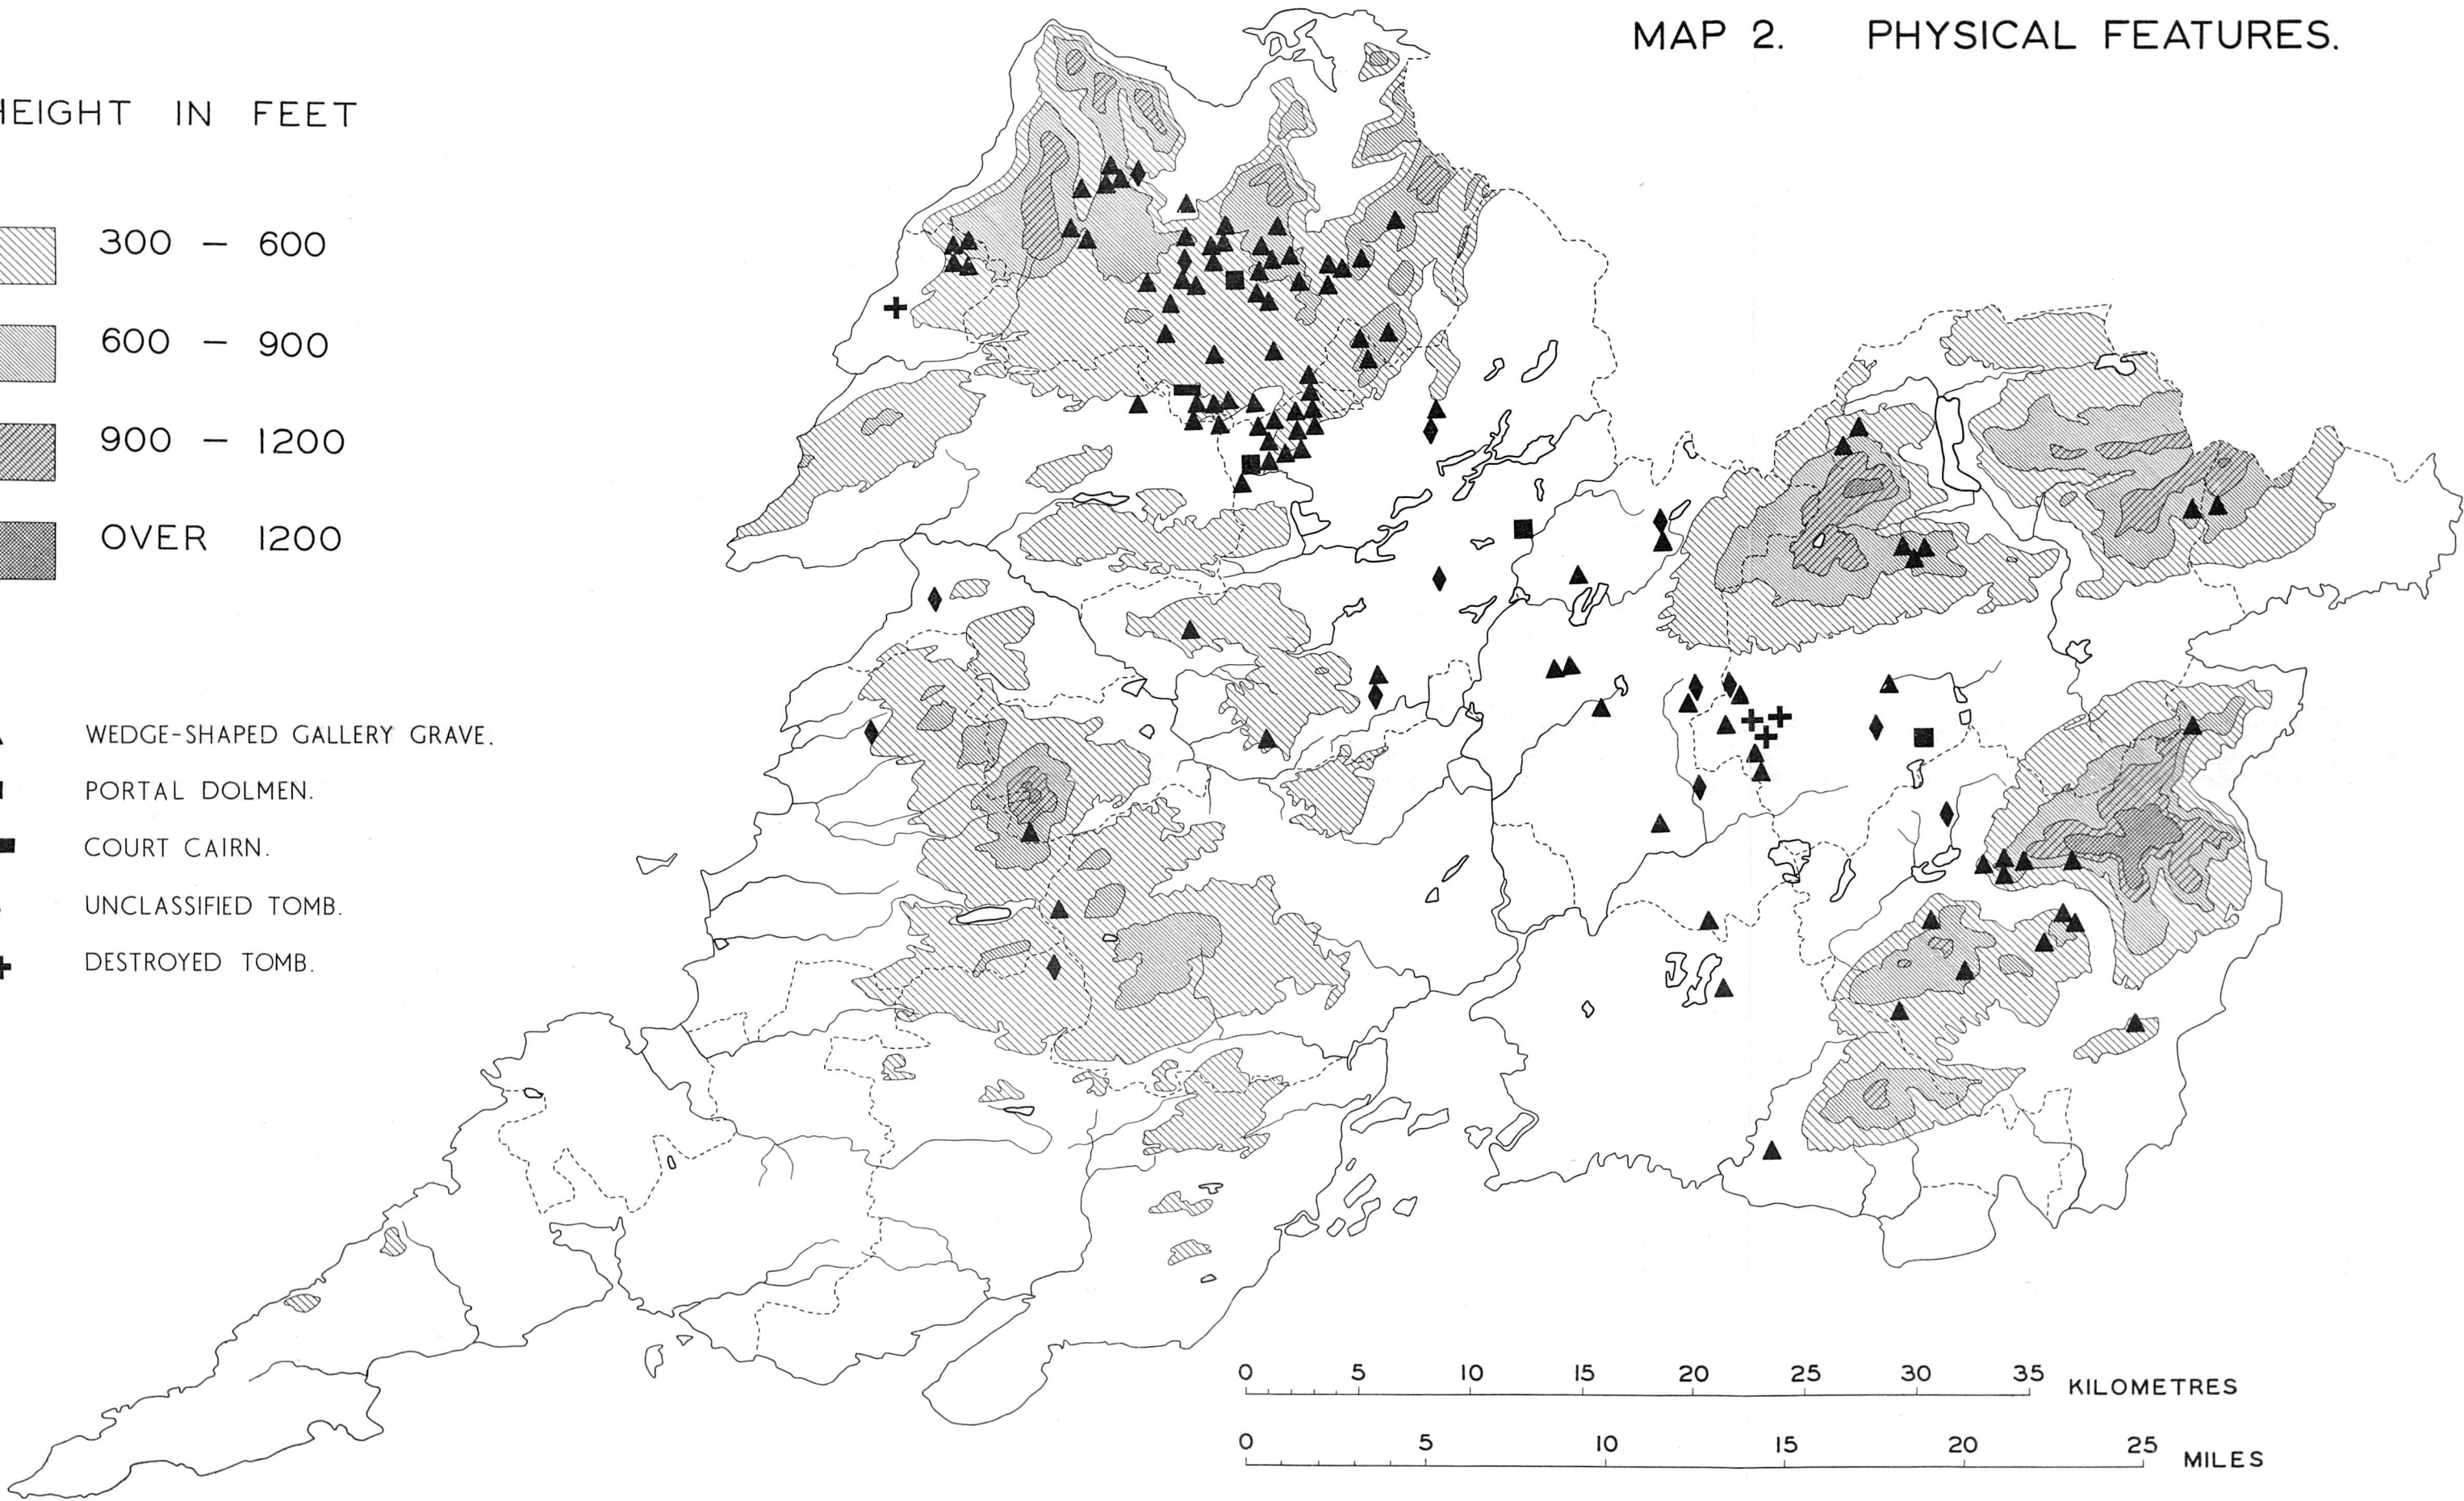 MAP 2. PHYSICAL FEATURES.
HEIGHT IN FEET
300 — 600
600 — 900
900 — 1200
OVER 1200
WEDGE-SHAPED GALLERY GRAVE.
PORTAL DOLMEN.
COURT CAIRN.
UNCLASSIFIED TOMB.
DESTROYED TOMB.
0 5 10 15 20 25 30 35 KILOMETRES
0 5 10 15 20 25 MILES